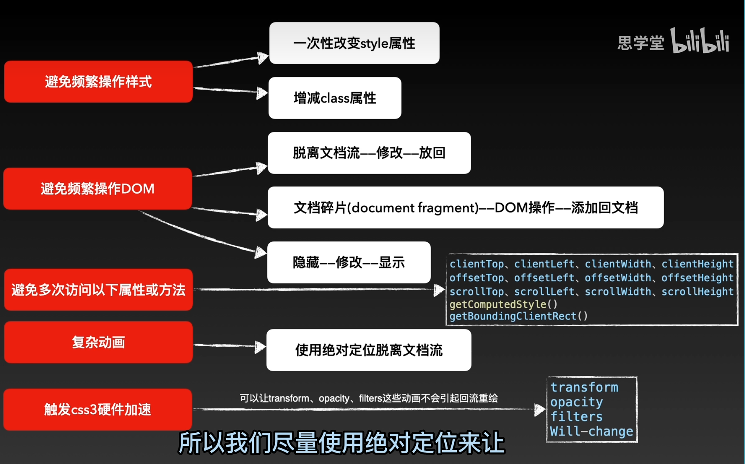 思学堂 bilibili
一次性改变style属性
避免频繁操作样式
增减class属性
脱离文档流——修改——放回
避免频繁操作DOM
文档碎片(document fragment)——DOM操作——添加回文档
隐藏——修改——显示
避免多次访问以下属性或方法
clientTop、clientLeft、clientWidth、clientHeight
offsetTop、offsetLeft、offsetWidth、offsetHeight
scrollTop、scrollLeft、scrollWidth、scrollHeight
getComputedStyle()
getBoundingClientRect()
复杂动画
使用绝对定位脱离文档流
触发css3硬件加速
可以让transform、opacity、filters这些动画不会引起回流重绘
transform
opacity
filters
Will-change
所以我们尽量使用绝对定位来让